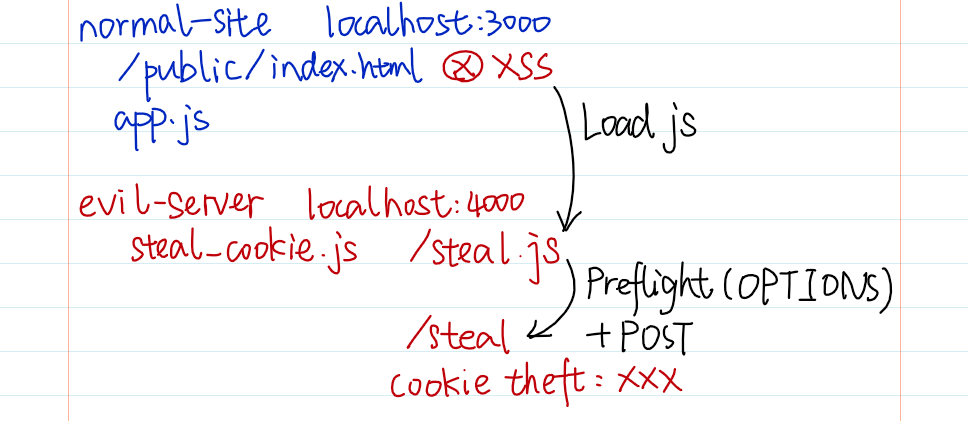 normal-site localhost:3000
/public/index.html ⓧ XSS
app.js
Load js
evil-server localhost:4000
steal_cookie.js /steal.js
Preflight (OPTIONS)
/steal + POST
cookie theft: XXX